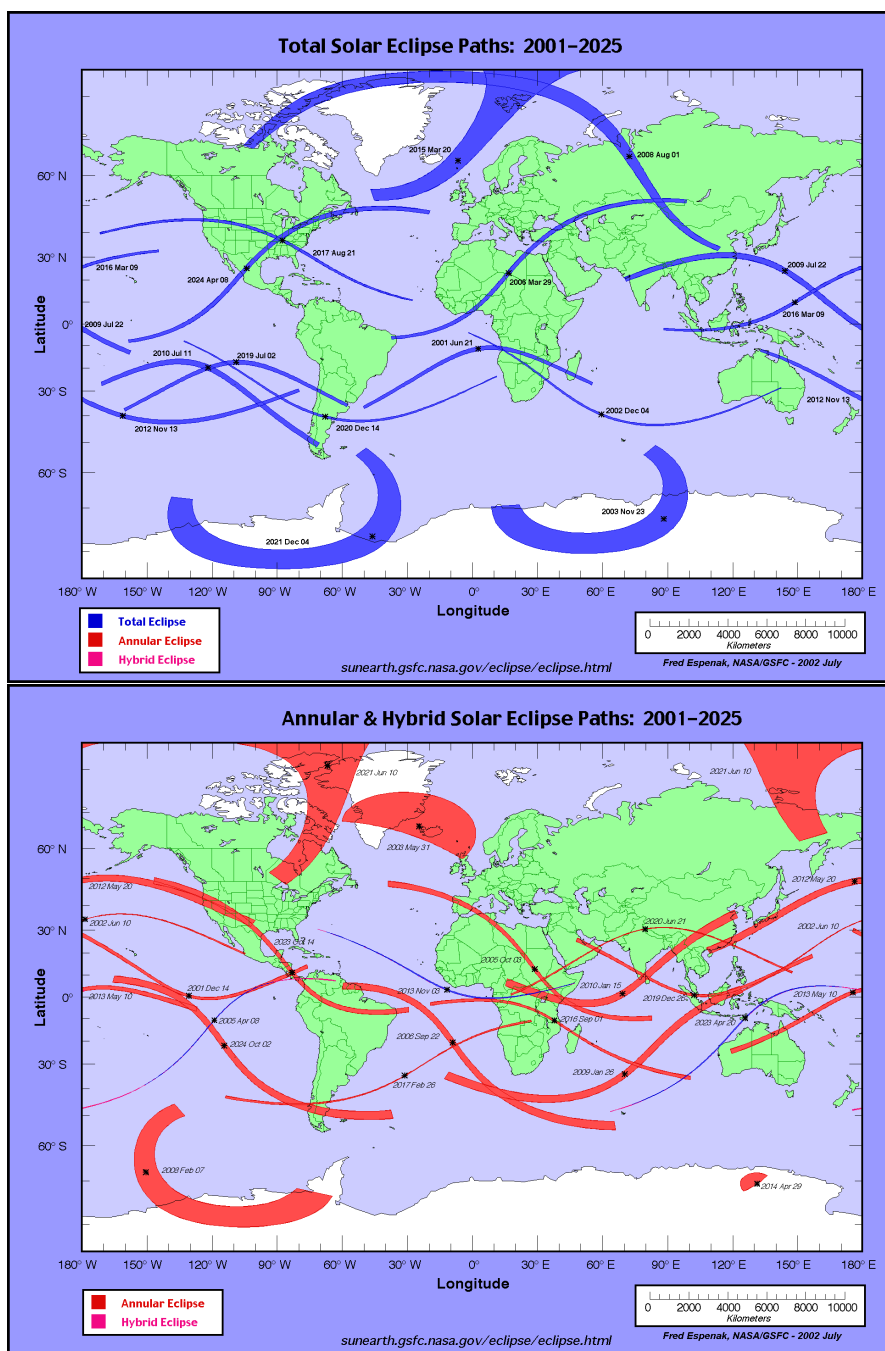 Total Solar Eclipse Paths: 2001–2025
2015 Mar 20
2008 Aug 01
60° N
2017 Aug 21
2016 Mar 09
2024 Apr 08
2006 Mar 29
2009 Jul 22
30° N
2016 Mar 09
2009 Jul 22
0°
2010 Jul 11
2019 Jul 02
2001 Jun 21
30° S
2012 Nov 13
2020 Dec 14
2002 Dec 04
2012 Nov 13
60° S
2021 Dec 04
2003 Nov 23
Latitude
180° W 150° W 120° W 90° W 60° W 30° W 0° 30° E 60° E 90° E 120° E 150° E 180° E
Longitude
Total Eclipse
Annular Eclipse
Hybrid Eclipse
0 2000 4000 6000 8000 10000
Kilometers
sunearth.gsfc.nasa.gov/eclipse/eclipse.html
Fred Espenak, NASA/GSFC - 2002 July
Annular & Hybrid Solar Eclipse Paths: 2001–2025
2021 Jun 10
2021 Jun 10
2003 May 31
60° N
2012 May 20
2012 May 20
2002 Jun 10
2020 Jun 21
2002 Jun 10
30° N
2023 Oct 14
2005 Oct 03
2001 Dec 14
2013 Nov 03
2010 Jan 15
2019 Dec 26
2013 May 10
0°
2013 May 10
2005 Apr 08
2016 Sep 01
2023 Apr 20
2024 Oct 02
2006 Sep 22
2009 Jan 26
30° S
2017 Feb 26
60° S
2008 Feb 07
2014 Apr 29
Latitude
180° W 150° W 120° W 90° W 60° W 30° W 0° 30° E 60° E 90° E 120° E 150° E 180° E
Longitude
Annular Eclipse
Hybrid Eclipse
0 2000 4000 6000 8000 10000
Kilometers
sunearth.gsfc.nasa.gov/eclipse/eclipse.html
Fred Espenak, NASA/GSFC - 2002 July